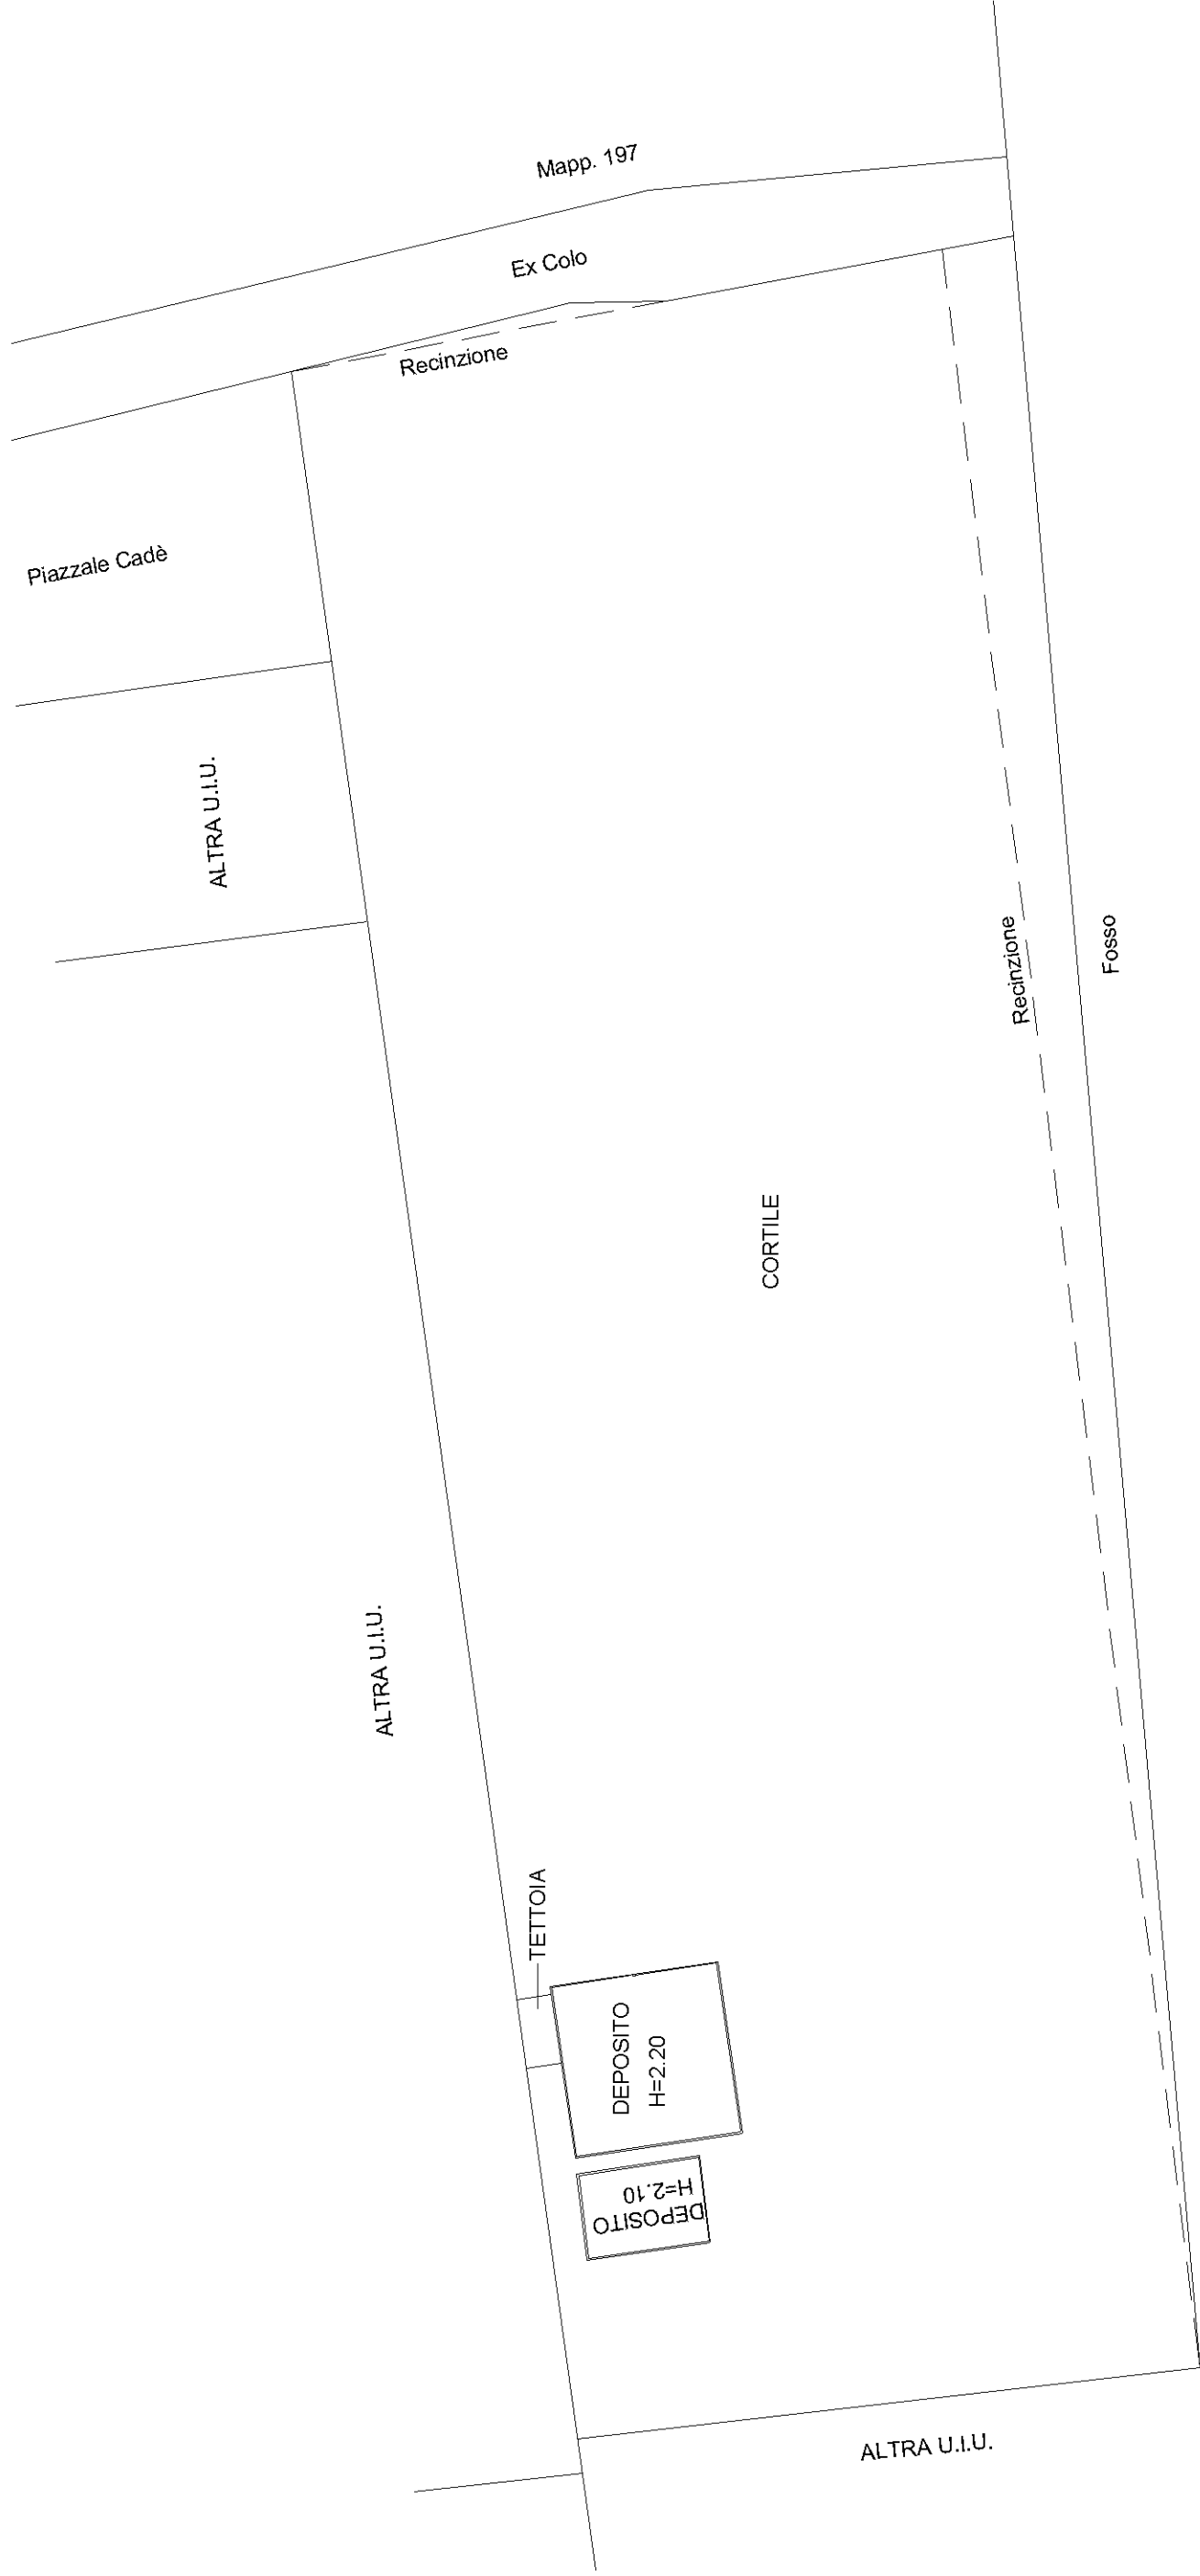 Mapp. 197
Ex Colo
Recinzione
Piazzale Cadè
ALTRA U.I.U.
Recinzione
Fosso
CORTILE
ALTRA U.I.U.
TETTOIA
DEPOSITO
H=2.20
DEPOSITO
H=2.10
ALTRA U.I.U.